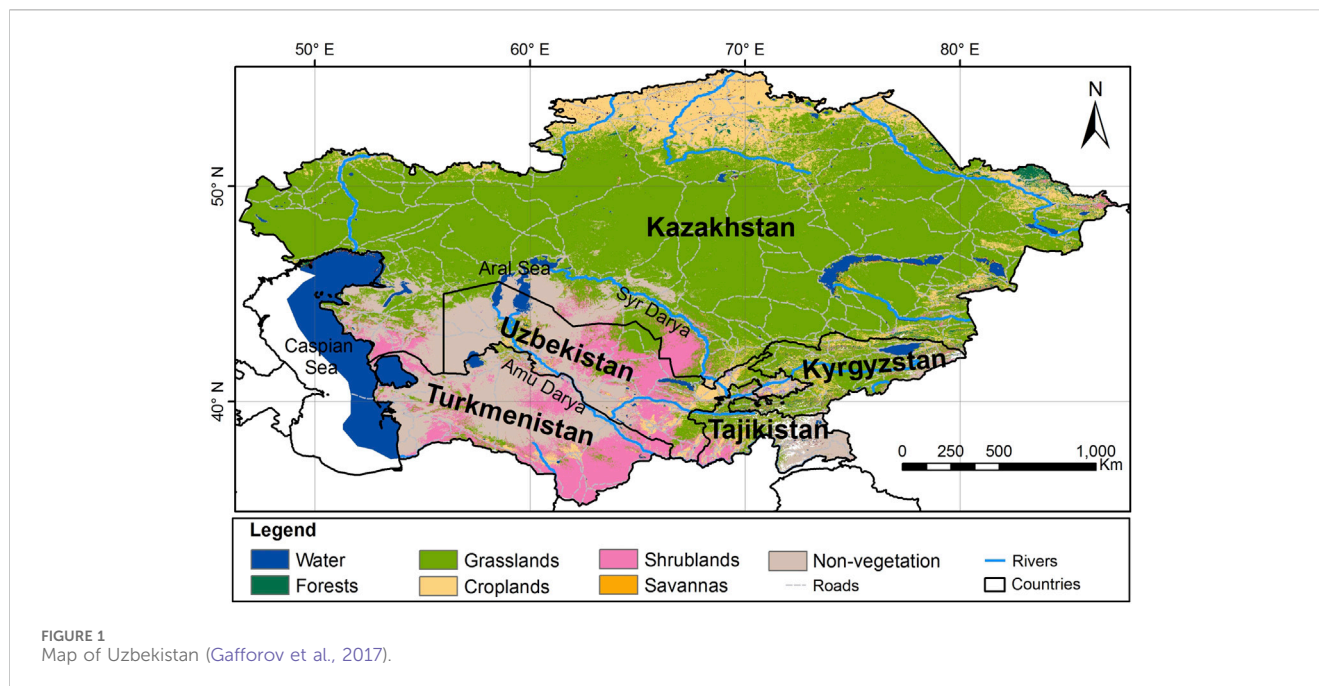 50° E 60° E 70° E 80° E
N
50° N
Kazakhstan
Aral Sea
Syr Darya
Uzbekistan
Caspian
Sea
Kyrgyzstan
Amu Darya
40° N
Turkmenistan
Tajikistan
0 250 500 1,000
Km
Legend
Water Grasslands Shrublands Non-vegetation Rivers
Forests Croplands Savannas Roads Countries
FIGURE 1
Map of Uzbekistan (Gafforov et al., 2017).